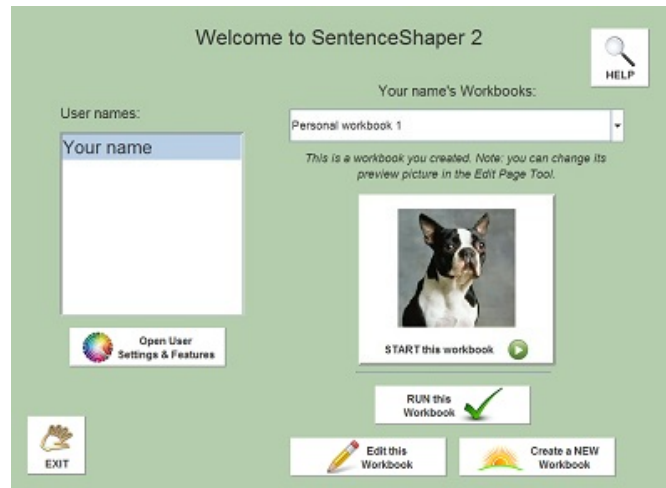 Welcome to SentenceShaper 2
HELP
Your name's Workbooks:
User names:
Personal workbook 1
Your name
This is a workbook you created. Note: you can change its
preview picture in the Edit Page Tool.
START this workbook
Open User
Settings & Features
RUN this
Workbook
EXIT
Edit this
Workbook
Create a NEW
Workbook